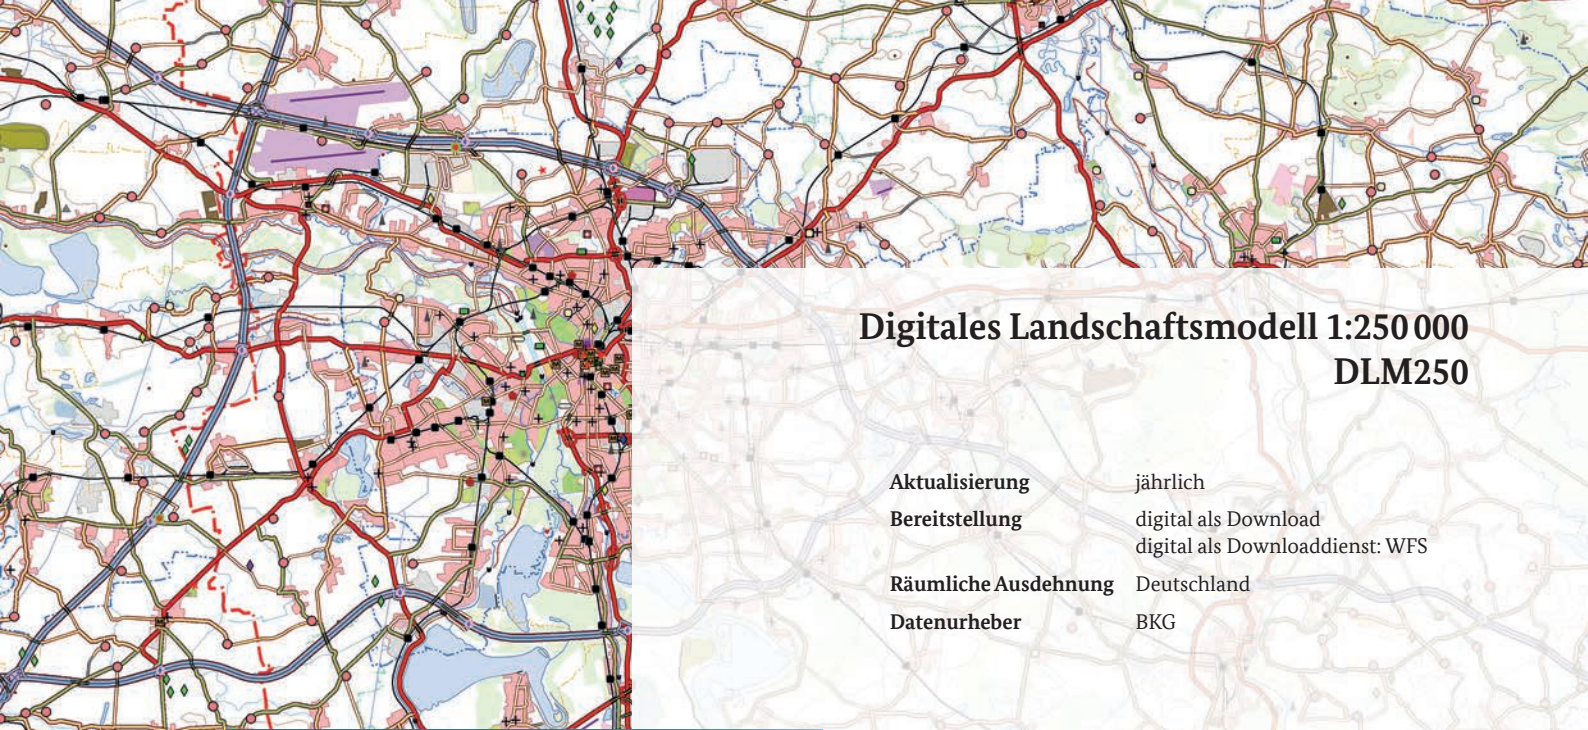 Digitales Landschaftsmodell 1:250 000
DLM250
Aktualisierung jährlich
Bereitstellung digital als Download
digital als Downloaddienst: WFS
Räumliche Ausdehnung Deutschland
Datenurheber BKG